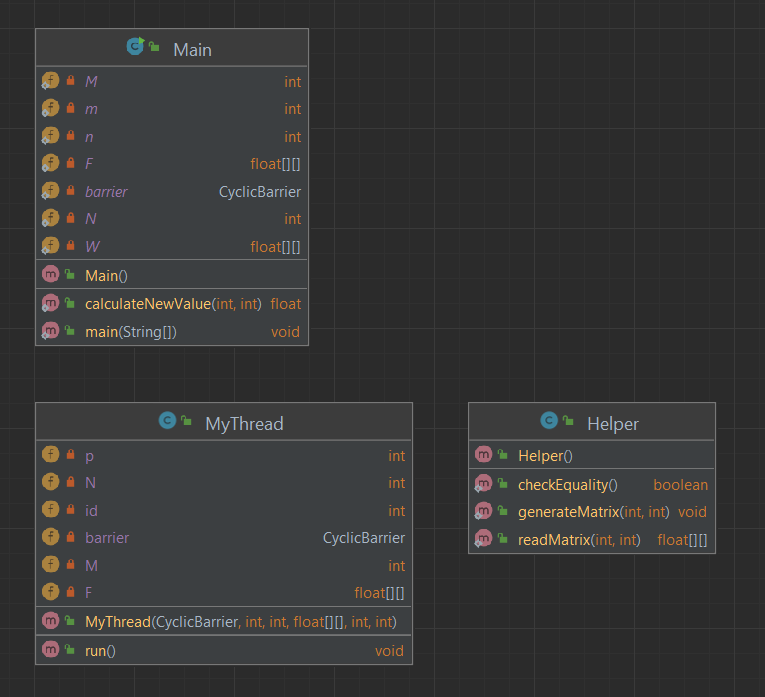 Main
M int
m int
n int
F float[][]
barrier CyclicBarrier
N int
W float[][]
Main()
calculateNewValue(int, int) float
main(String[]) void
MyThread
p int
N int
id int
barrier CyclicBarrier
M int
F float[][]
MyThread(CyclicBarrier, int, int, float[][], int, int)
run() void
Helper
Helper()
checkEquality() boolean
generateMatrix(int, int) void
readMatrix(int, int) float[][]